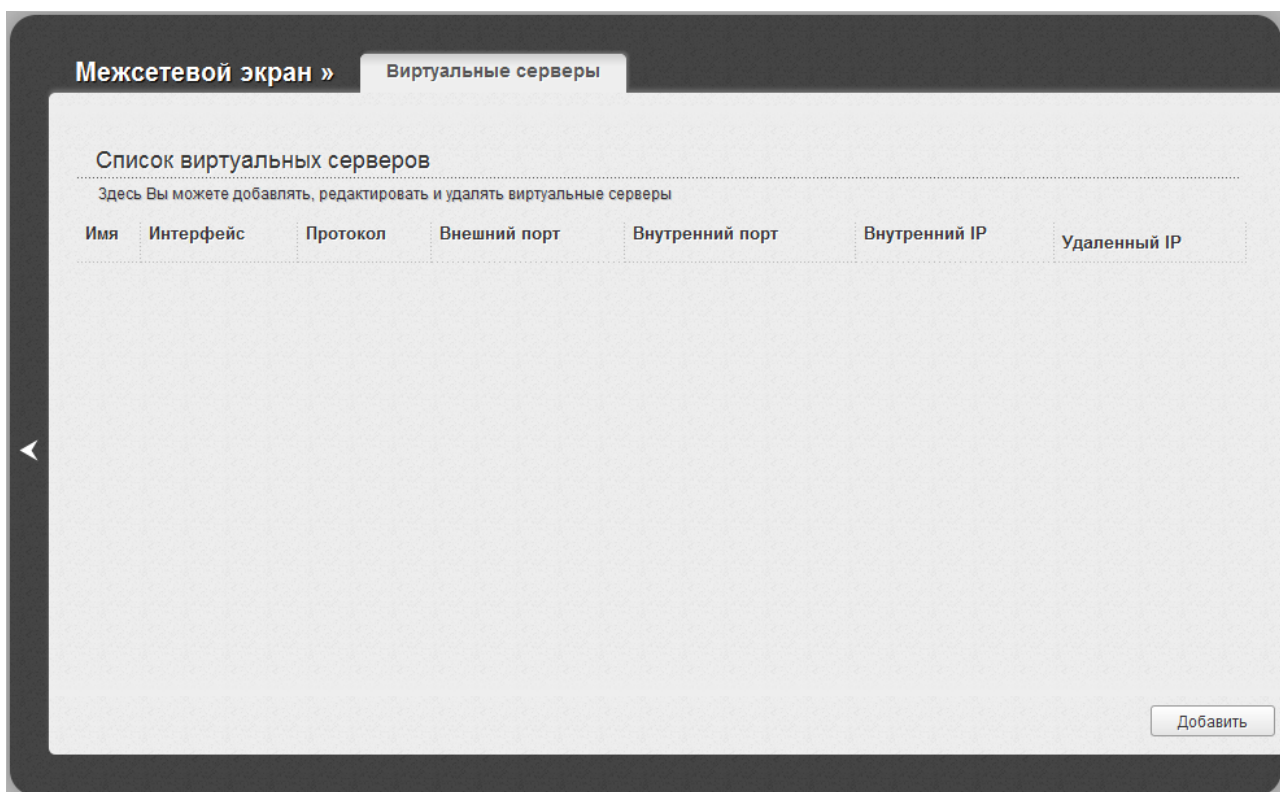 Межсетевой экран » Виртуальные серверы
Список виртуальных серверов
Здесь Вы можете добавлять, редактировать и удалять виртуальные серверы
Имя Интерфейс Протокол Внешний порт Внутренний порт Внутренний IP Удаленный IP
Добавить